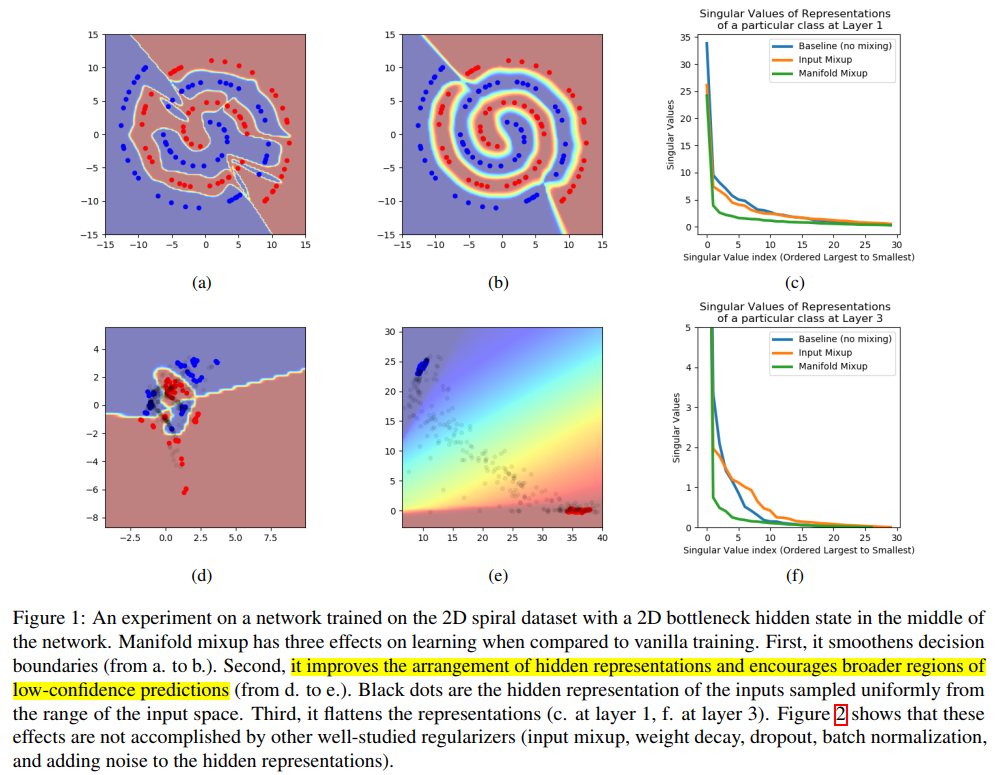 Singular Values of Representations
of a particular class at Layer 1
15
10
5
0
−5
−10
−15
−15 −10 −5 0 5 10 15
15
10
5
0
−5
−10
−15
−15 −10 −5 0 5 10 15
Singular Values
35
30
25
20
15
10
5
0
Baseline (no mixing)
Input Mixup
Manifold Mixup
0 5 10 15 20 25 30
Singular Value index (Ordered Largest to Smallest)
(a) (b) (c)
Singular Values of Representations
of a particular class at Layer 3
4
2
0
−2
−4
−6
−8
−2.5 0.0 2.5 5.0 7.5
30
25
20
15
10
5
0
10 15 20 25 30 35 40
Singular Values
5
4
3
2
1
0
Baseline (no mixing)
Input Mixup
Manifold Mixup
0 5 10 15 20 25 30
Singular Value index (Ordered Largest to Smallest)
(d) (e) (f)
Figure 1: An experiment on a network trained on the 2D spiral dataset with a 2D bottleneck hidden state in the middle of
the network. Manifold mixup has three effects on learning when compared to vanilla training. First, it smoothens decision
boundaries (from a. to b.). Second, it improves the arrangement of hidden representations and encourages broader regions of
low-confidence predictions (from d. to e.). Black dots are the hidden representation of the inputs sampled uniformly from
the range of the input space. Third, it flattens the representations (c. at layer 1, f. at layer 3). Figure 2 shows that these
effects are not accomplished by other well-studied regularizers (input mixup, weight decay, dropout, batch normalization,
and adding noise to the hidden representations).